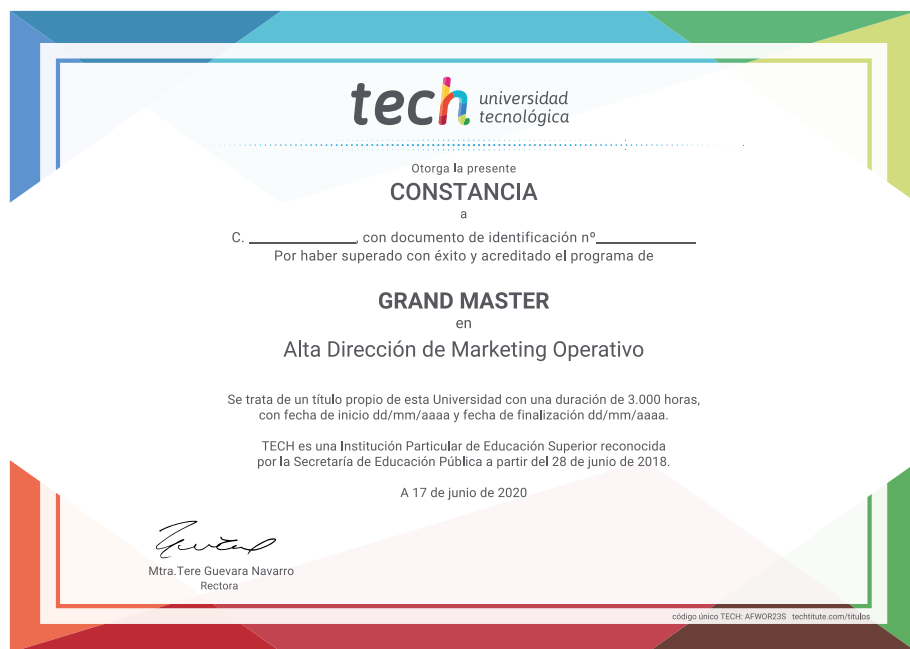 tech universidad
tecnológica
Otorga la presente
CONSTANCIA
a
C. ____________, con documento de identificación nº____________
Por haber superado con éxito y acreditado el programa de
GRAND MASTER
en
Alta Dirección de Marketing Operativo
Se trata de un título propio de esta Universidad con una duración de 3.000 horas,
con fecha de inicio dd/mm/aaaa y fecha de finalización dd/mm/aaaa.
TECH es una Institución Particular de Educación Superior reconocida
por la Secretaría de Educación Pública a partir del 28 de junio de 2018.
A 17 de junio de 2020
Mtra.Tere Guevara Navarro
Rectora
código único TECH: AFWOR23S techtitute.com/titulos